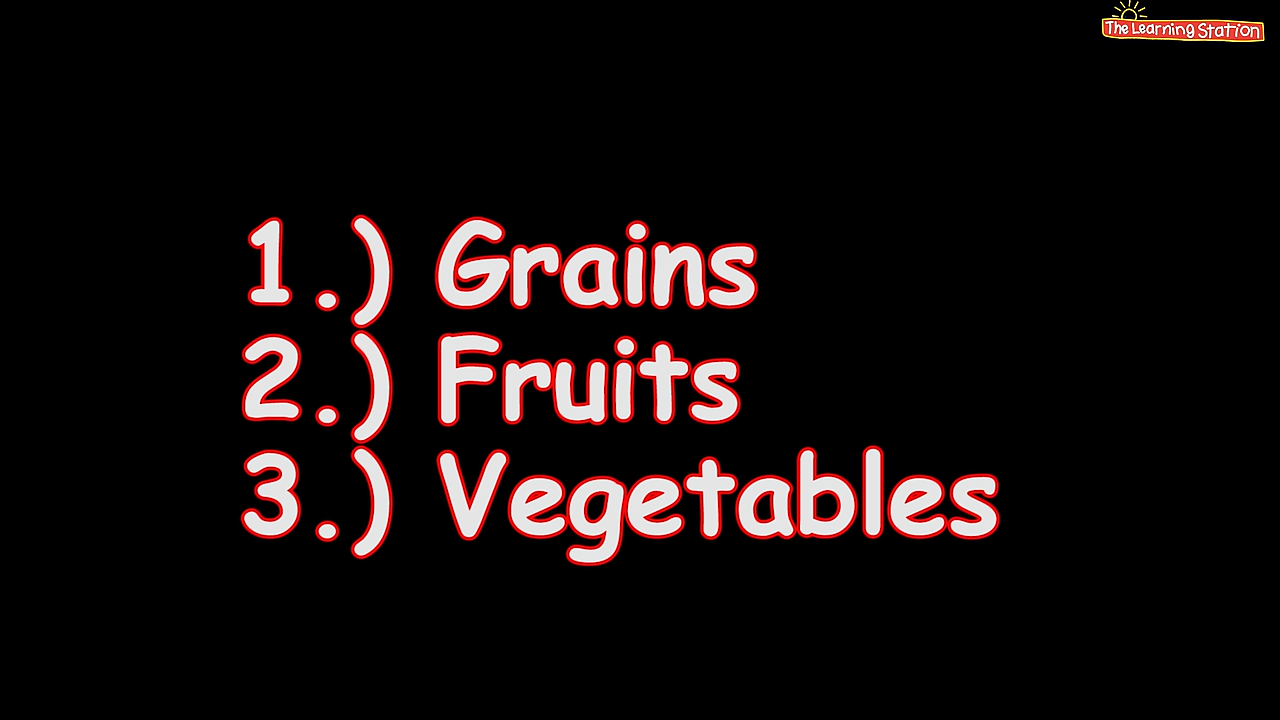 The Learning Station
1.) Grains
2.) Fruits
3.) Vegetables